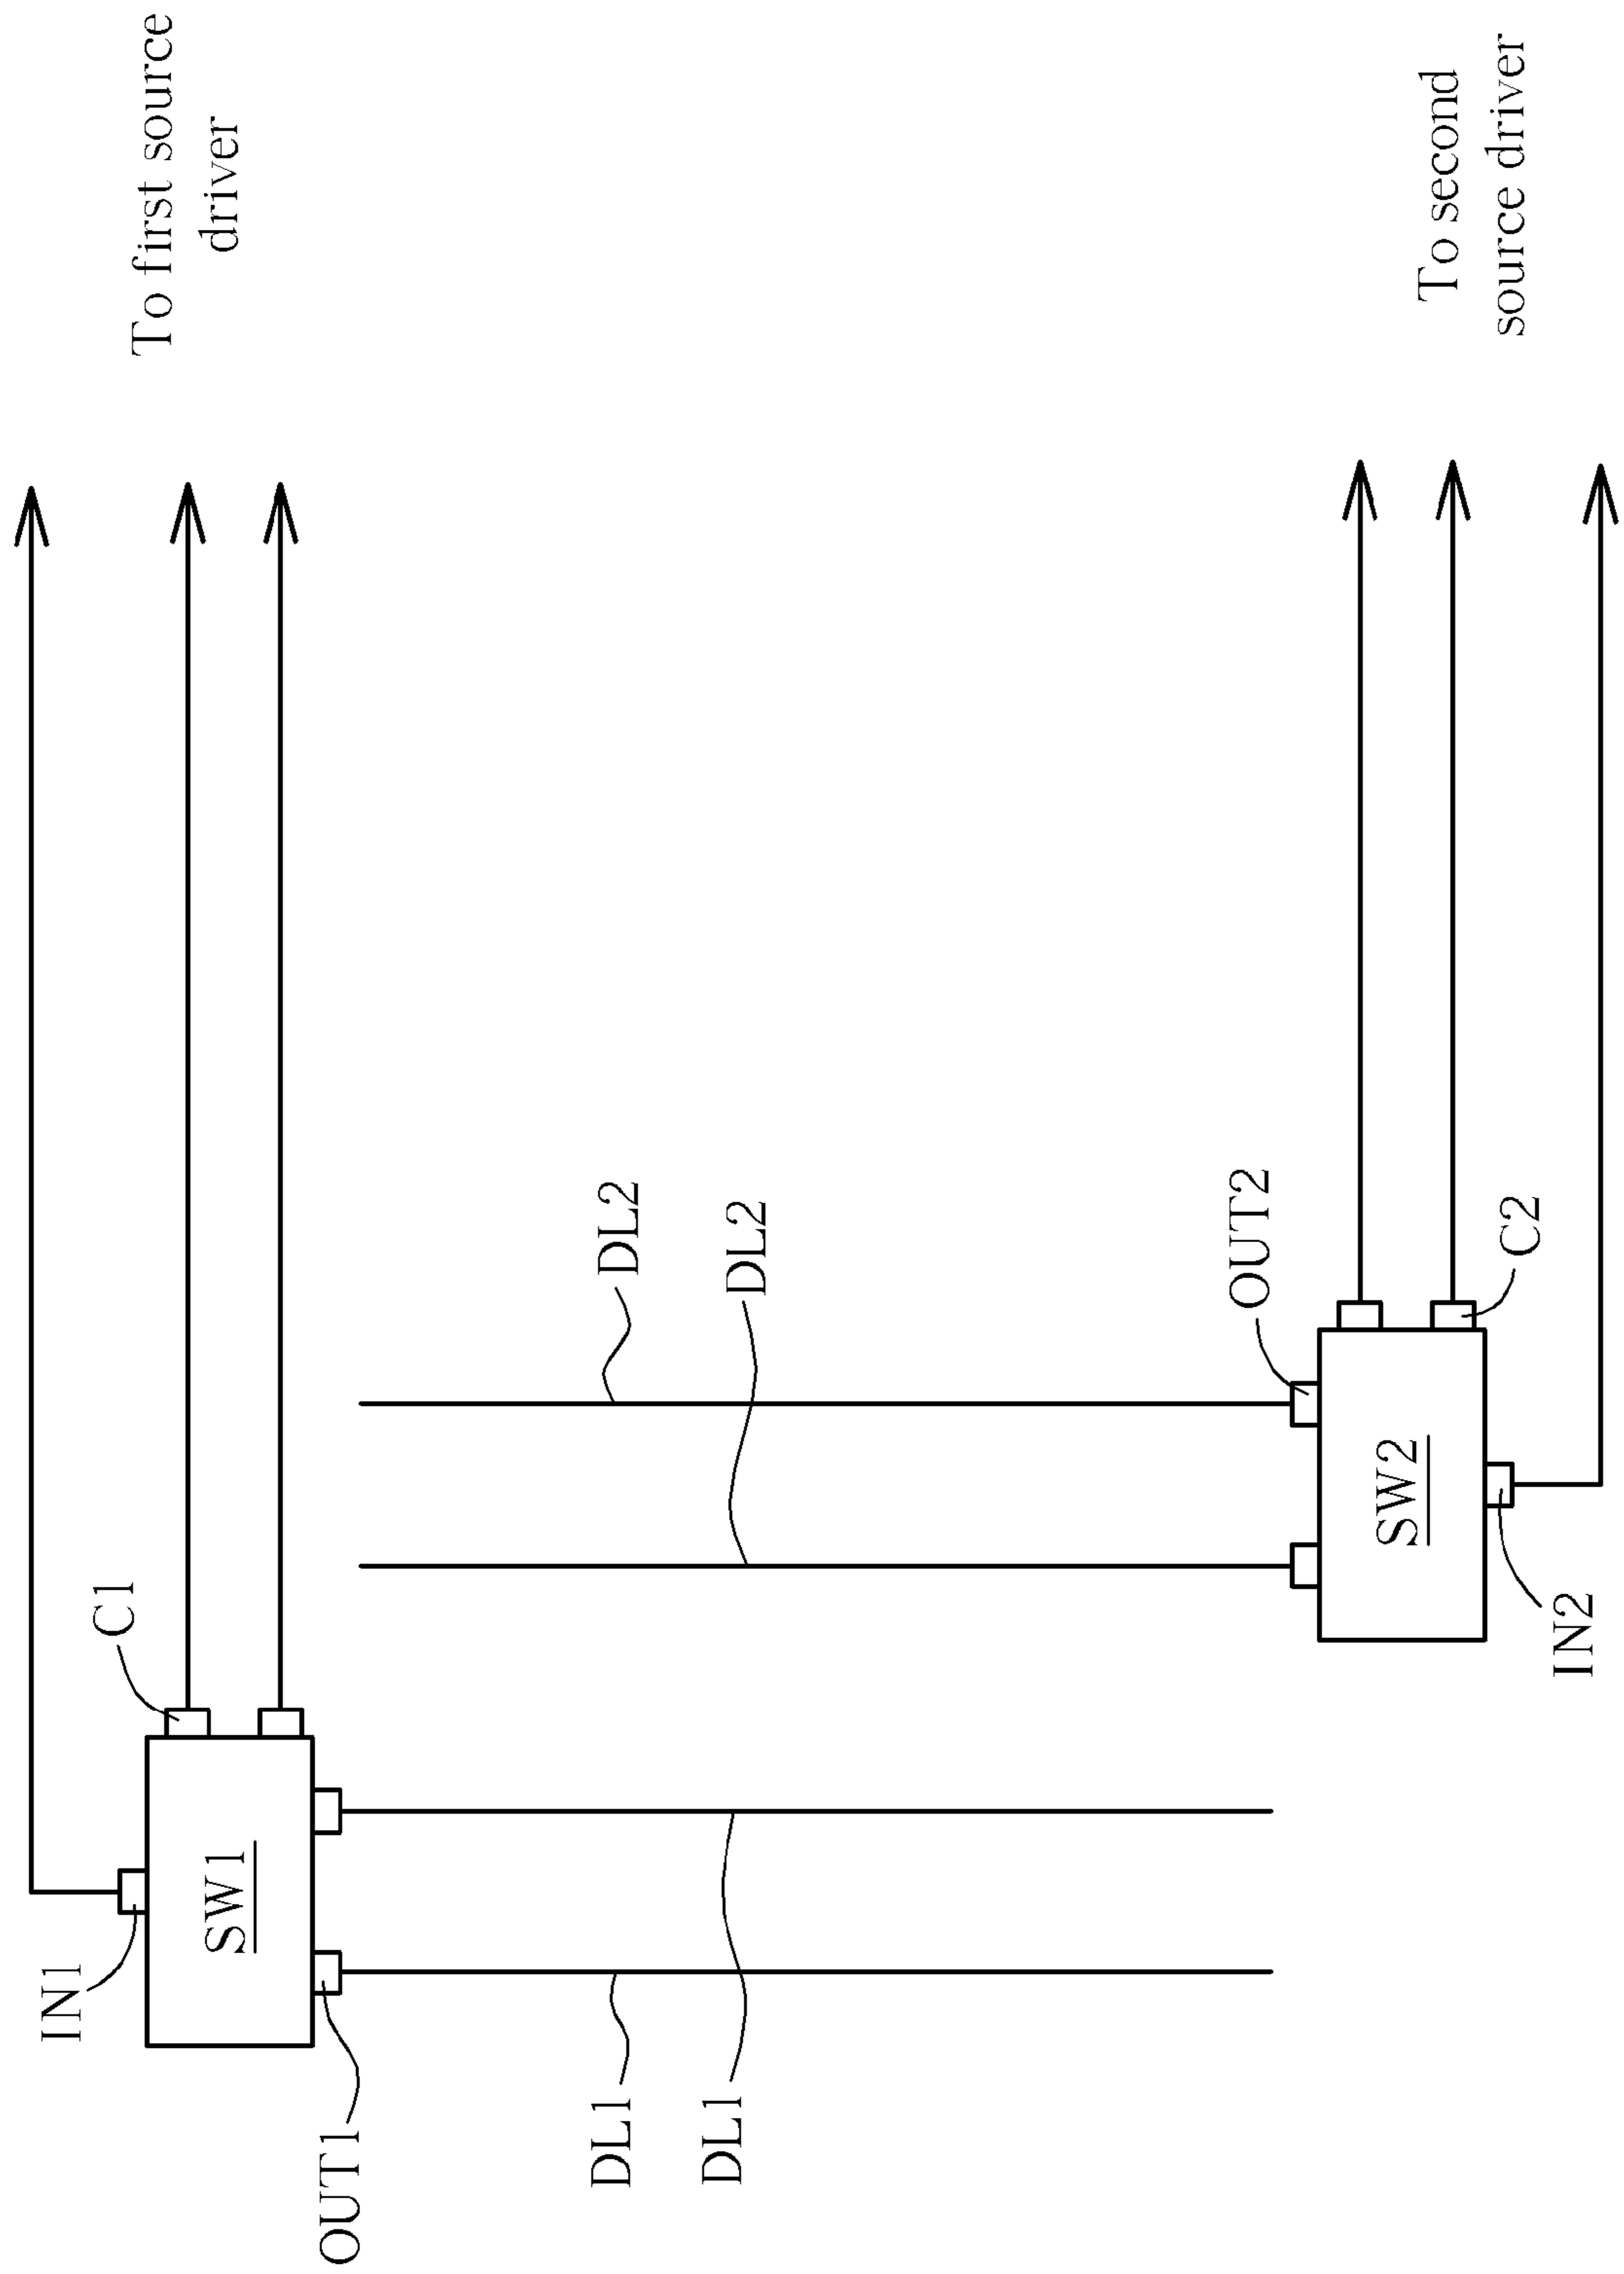 To first source
driver
To second
source driver
DL2
DL2
OUT2
C2
C1
SW2
IN2
SW1
IN1
OUT1
DL1
DL1